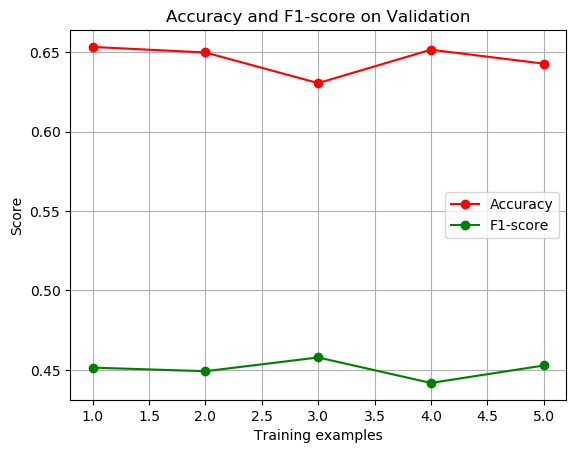 Accuracy and F1-score on Validation
Score
0.65
0.60
0.55
0.50
0.45
Accuracy
F1-score
1.0 1.5 2.0 2.5 3.0 3.5 4.0 4.5 5.0
Training examples